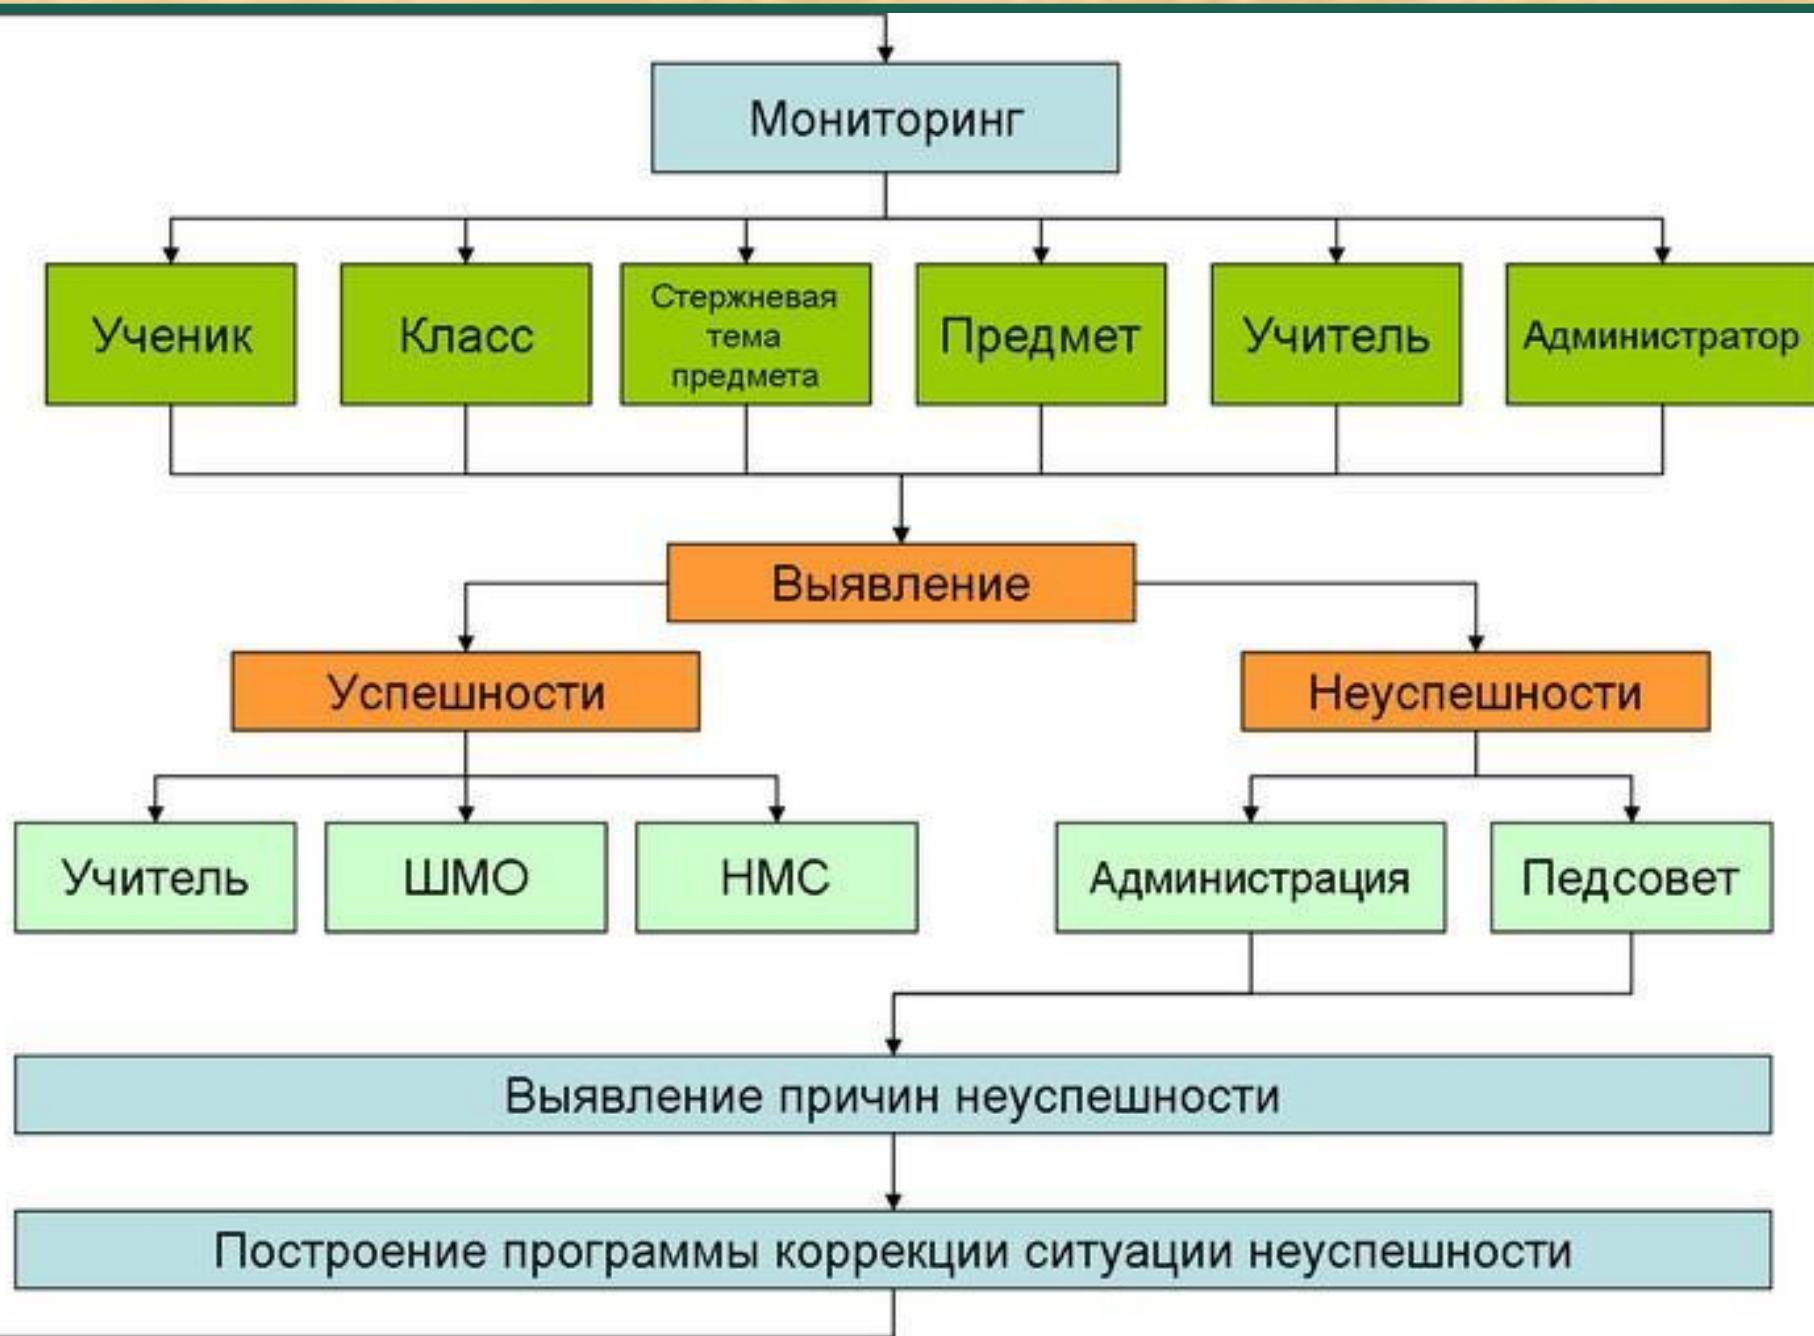 Мониторинг
Ученик
Класс
Стержневая
тема
предмета
Предмет
Учитель
Администратор
Выявление
Успешности
Неуспешности
Учитель
ШМО
НМС
Администрация
Педсовет
Выявление причин неуспешности
Построение программы коррекции ситуации неуспешности